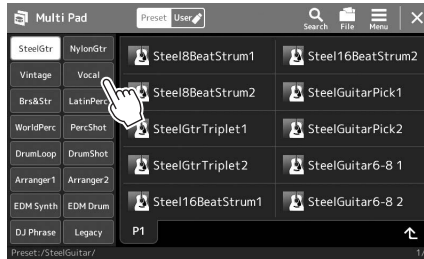 Multi Pad
Preset User
Search File Menu
SteelGtr NylonGtr
Vintage Vocal
Brs&Str LatinPerc
WorldPerc PercShot
DrumLoop DrumShot
Arranger1 Arranger2
EDM Synth EDM Drum
DJ Phrase Legacy
Steel8BeatStrum1 Steel16BeatStrum2
Steel8BeatStrum2 SteelGuitarPick1
SteelGtrTriplet1 SteelGuitarPick2
SteelGtrTriplet2 SteelGuitar6-8 1
Steel16BeatStrum1 SteelGuitar6-8 2
P1
Preset:/SteelGuitar/ 1/